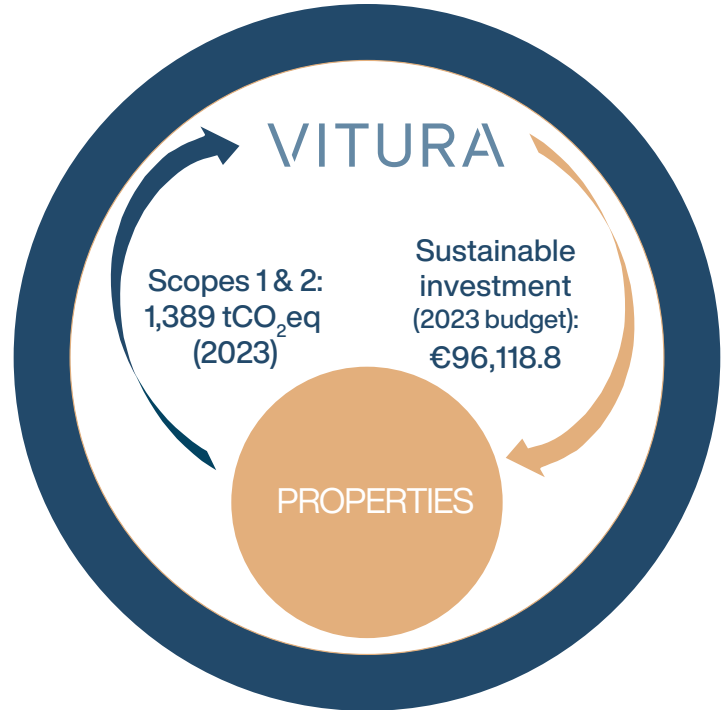 VITURA
Scopes 1 & 2:
1,389 tCO₂eq
(2023)
Sustainable
investment
(2023 budget):
€96,118.8
PROPERTIES